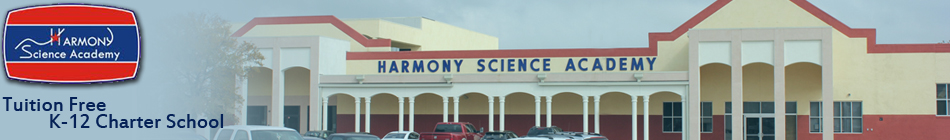 HARMONY
Science Academy
Tuition Free
K-12 Charter School
HARMONY SCIENCE ACADEMY